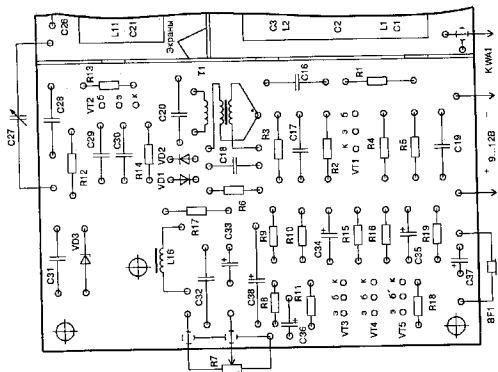 C26
L11
C21
Экраны
C3
L2
C2
L1
C1
KWA1
C27
R13
C23
VT2
б
э
к
C20
T1
C16
R1
C29
C30
R12
R14
VD2
VD1
C18
R3
C17
R2
к
э
б
VT1
R4
R5
C19
+ 9...12В −
R6
VD3
C31
R17
L16
C33
C32
C38
R9
R10
C34
R15
R16
C35
R19
R8
C36
R11
VT3
э
б
к
VT4
э
б
к
VT5
э
б
к
R18
C37
R7
BF1